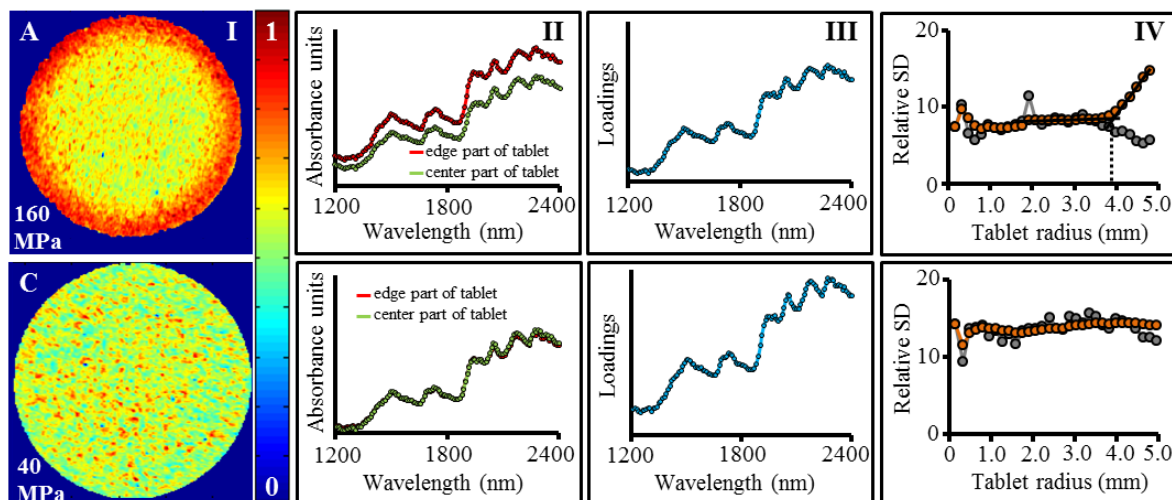 A
I
160
MPa
1
0
II
Absorbance units
edge part of tablet
center part of tablet
1200
1800
2400
Wavelength (nm)
III
Loadings
1200
1800
2400
Wavelength (nm)
IV
Relative SD
20
10
0
0
1.0
2.0
3.0
4.0
5.0
Tablet radius (mm)
C
40
MPa
Absorbance units
edge part of tablet
center part of tablet
1200
1800
2400
Wavelength (nm)
Loadings
1200
1800
2400
Wavelength (nm)
Relative SD
20
10
0
0
1.0
2.0
3.0
4.0
5.0
Tablet radius (mm)